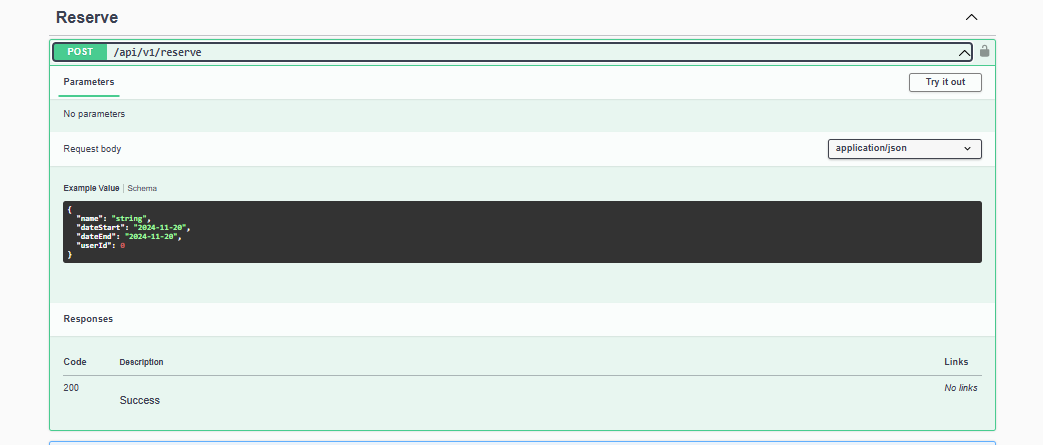 Reserve
POST /api/v1/reserve
Parameters
Try it out
No parameters
Request body
application/json
Example Value | Schema
{
  "name": "string",
  "dateStart": "2024-11-20",
  "dateEnd": "2024-11-20",
  "userId": 0
}
Responses
Code Description Links
200 No links
Success